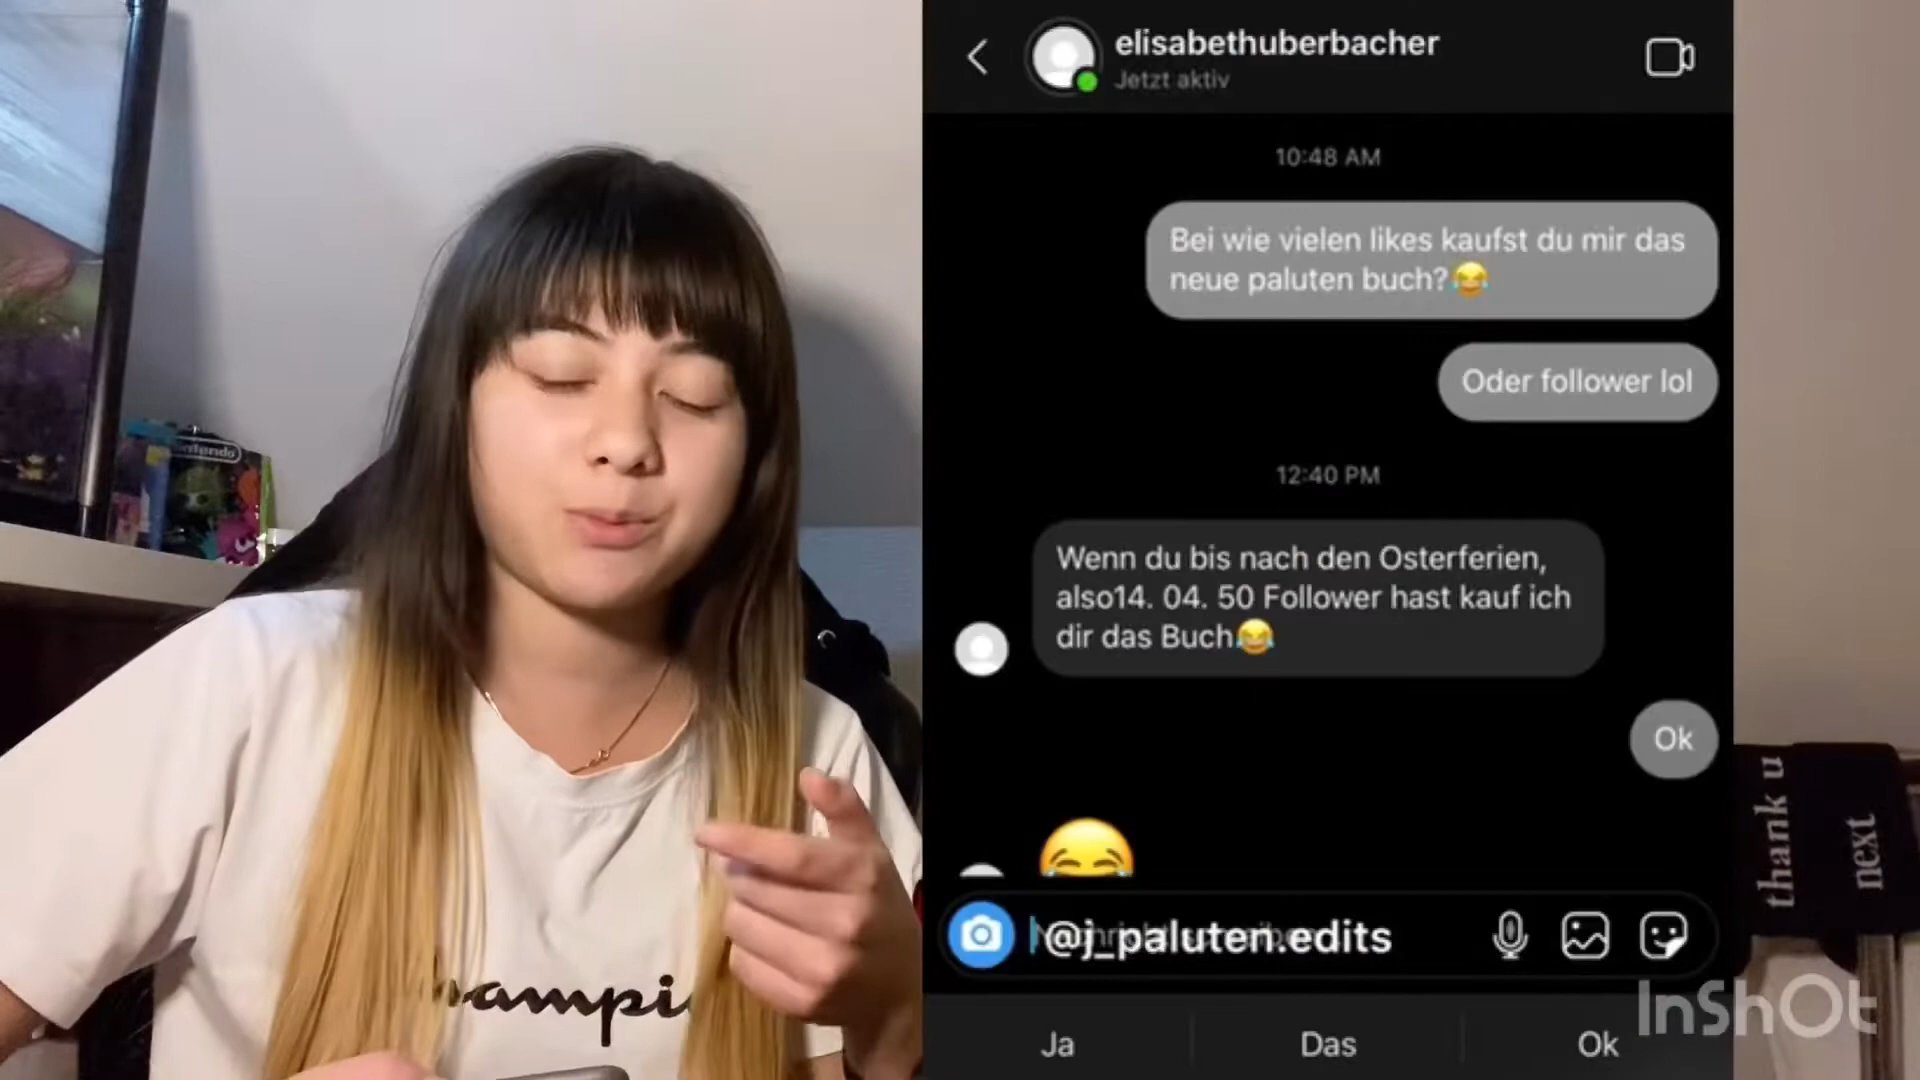 elisabethuberbacher
Jetzt aktiv
10:48 AM
Bei wie vielen likes kaufst du mir das
neue paluten buch?😂
Oder follower lol
12:40 PM
Wenn du bis nach den Osterferien,
also14. 04. 50 Follower hast kauf ich
dir das Buch😂
Ok
😂
@j_paluten.edits
Ja
Das
Ok
thank u
next
InShOt